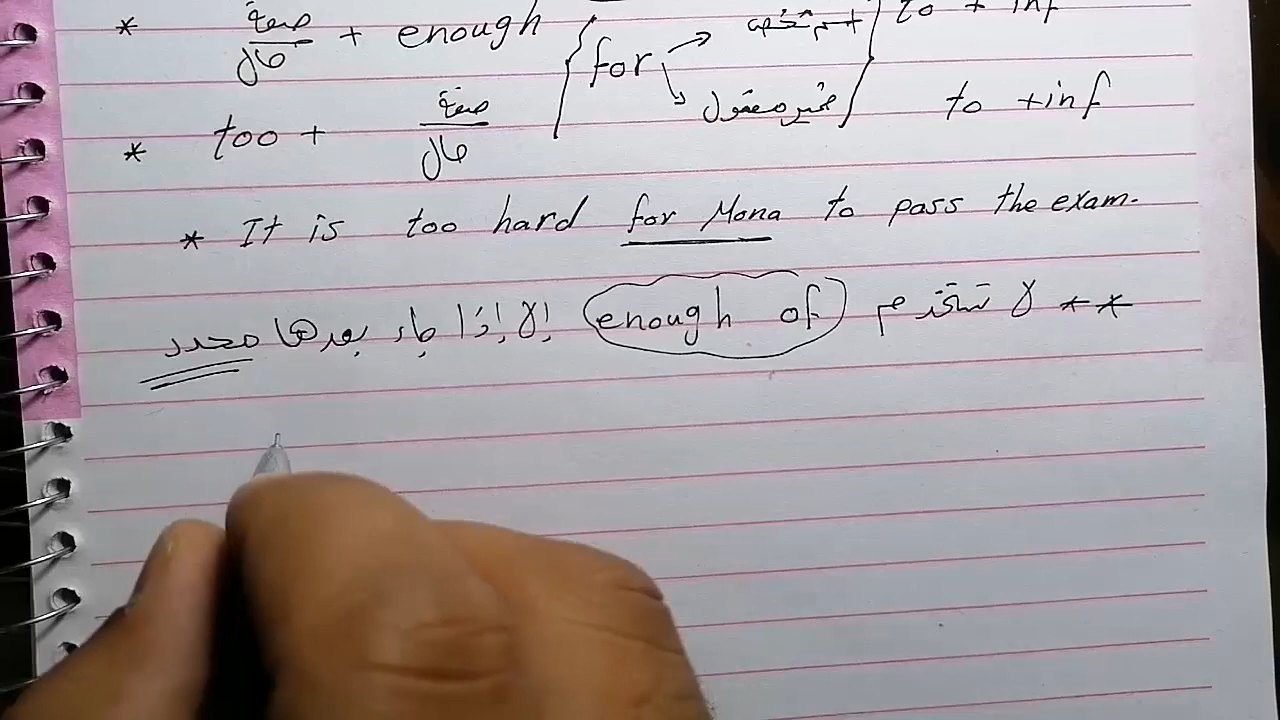 * صفة / حال + enough { for → اسم شخص / ضمير مفعول } to + inf
* too + صفة / حال to + inf
* It is too hard for Mona to pass the exam.
** لا تستخدم (enough of) إلا إذا جاء بعدها محدد